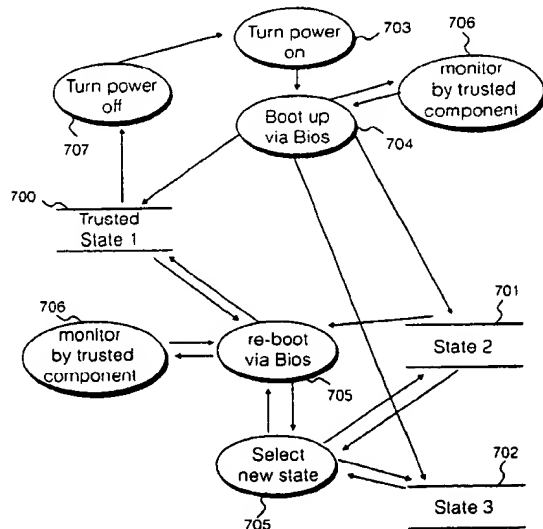 Turn power
on
703
706
monitor
by trusted
component
Turn power
off
707
Boot up
via Bios
704
700
Trusted
State 1
701
State 2
706
monitor
by trusted
component
re-boot
via Bios
705
Select
new state
705
702
State 3